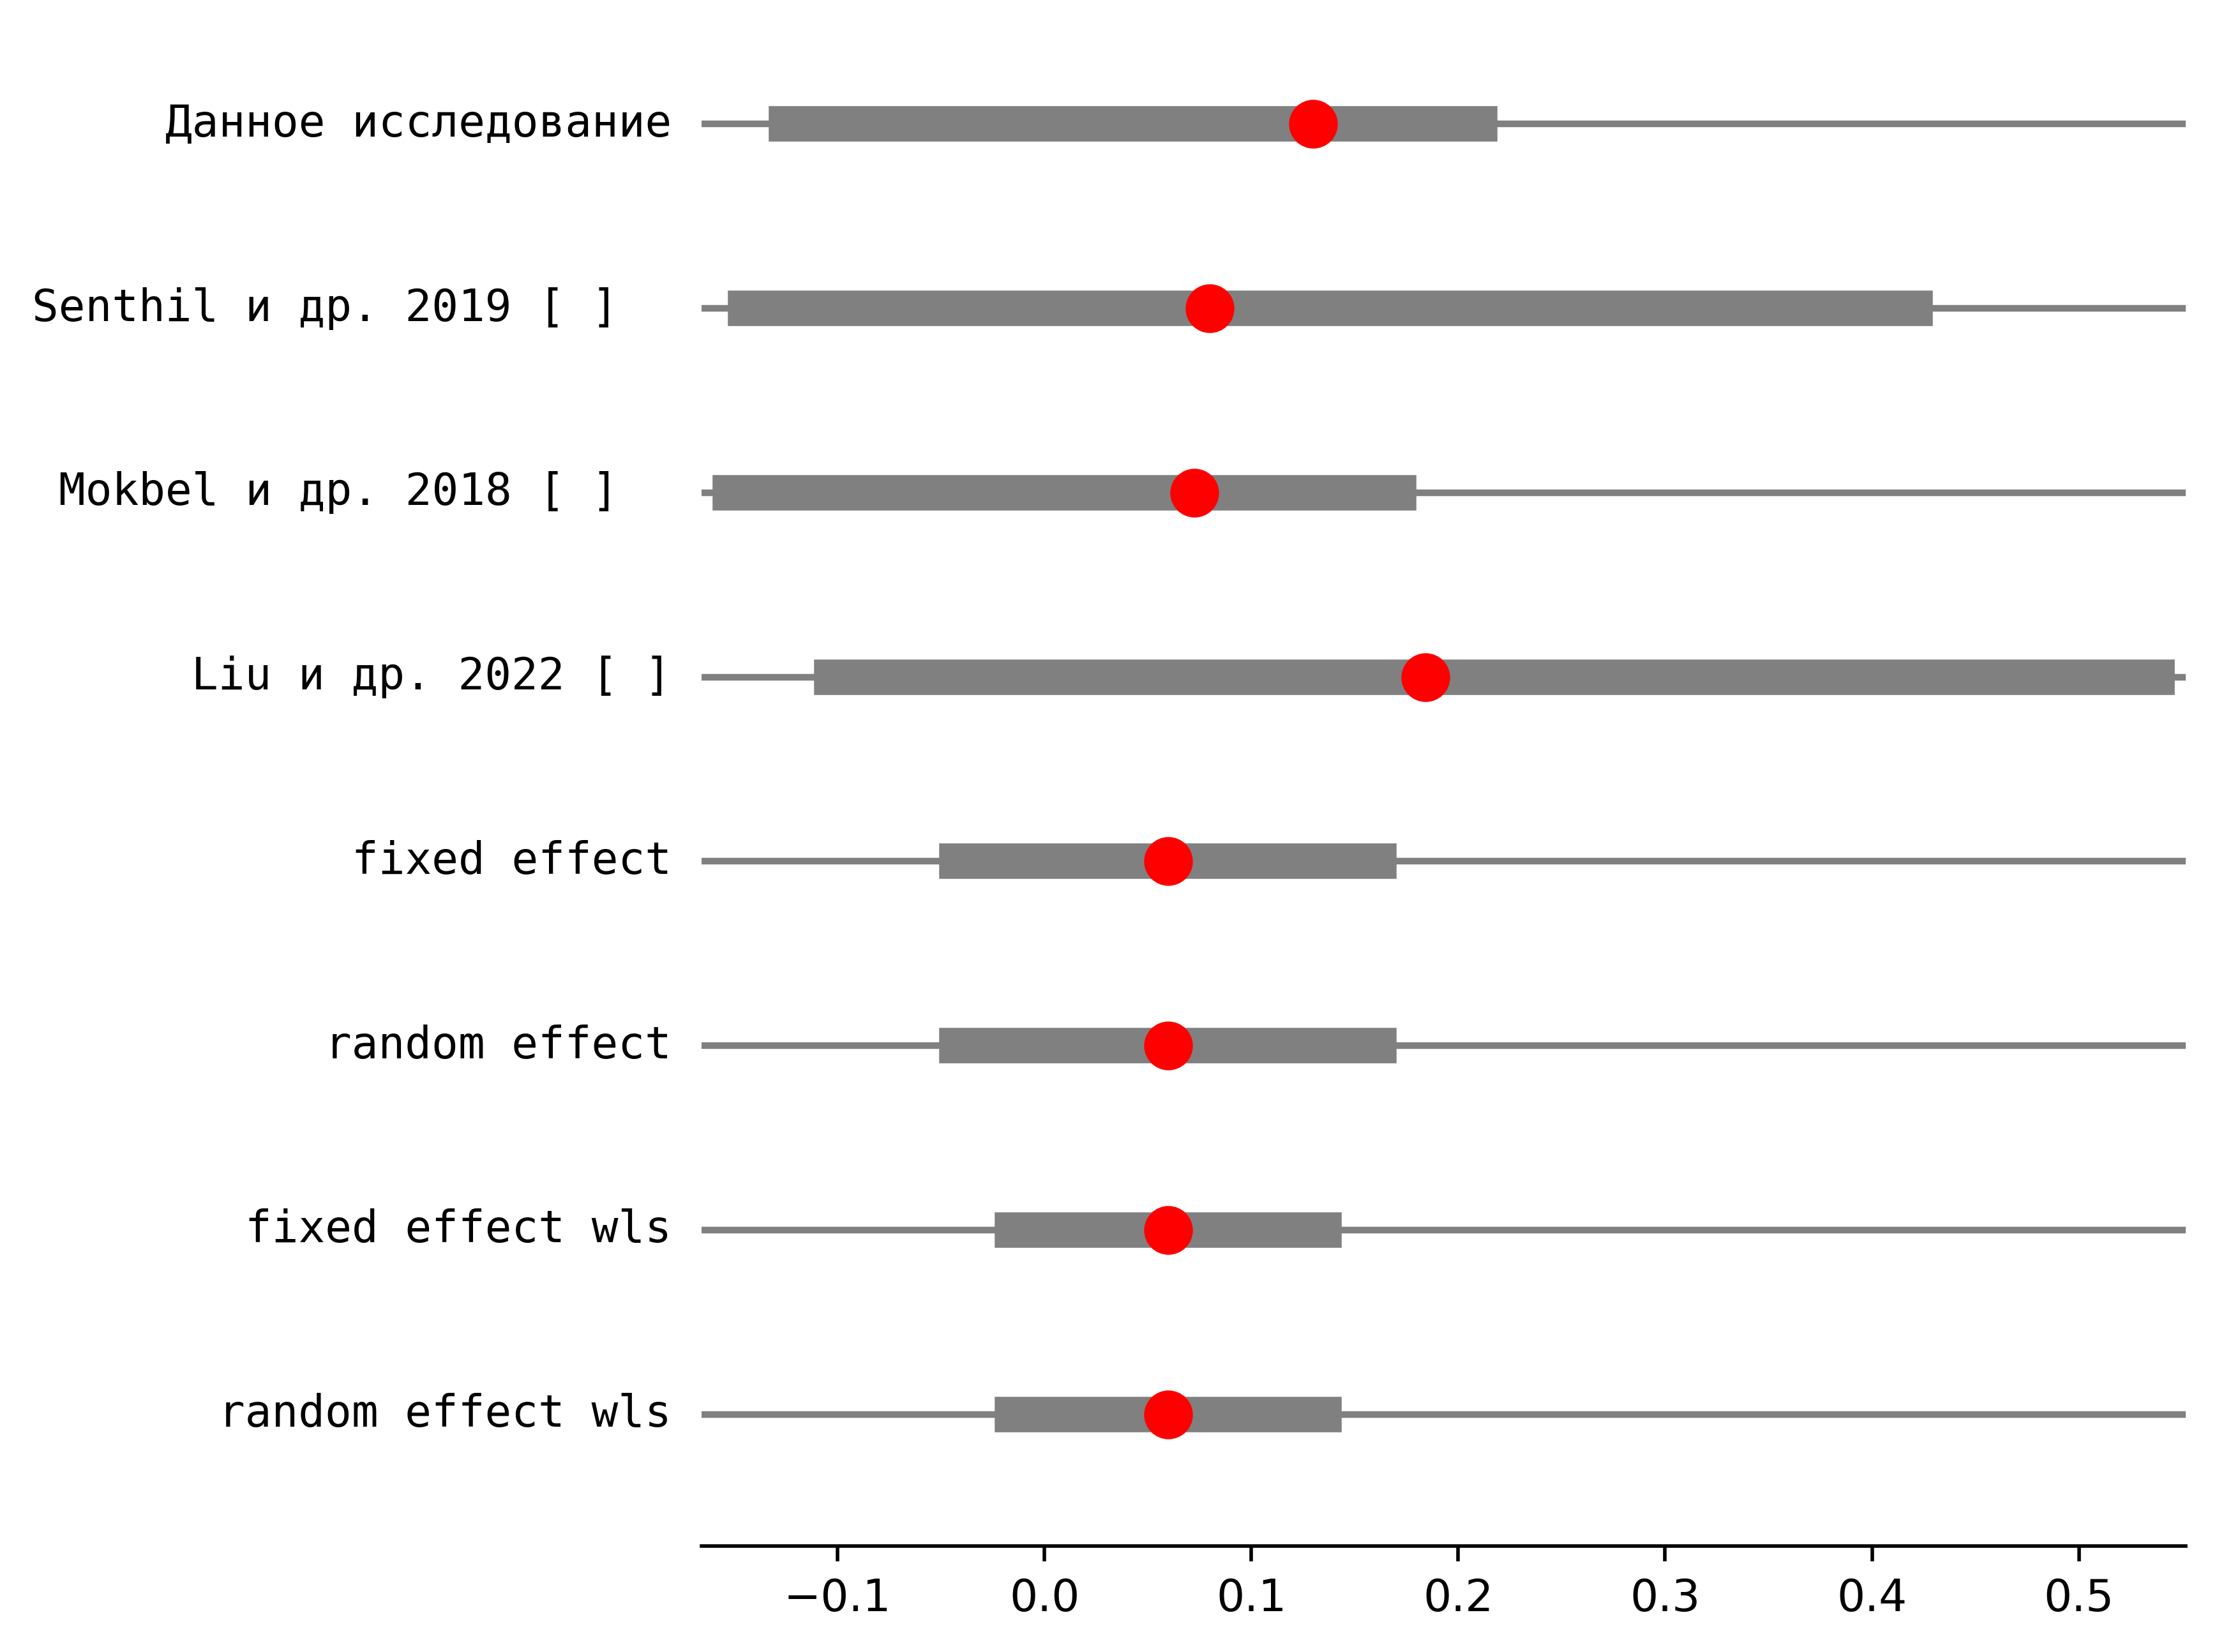 Данное исследование
Senthil и др. 2019 [ ]
Mokbel и др. 2018 [ ]
Liu и др. 2022 [ ]
fixed effect
random effect
fixed effect wls
random effect wls
−0.1 0.0 0.1 0.2 0.3 0.4 0.5